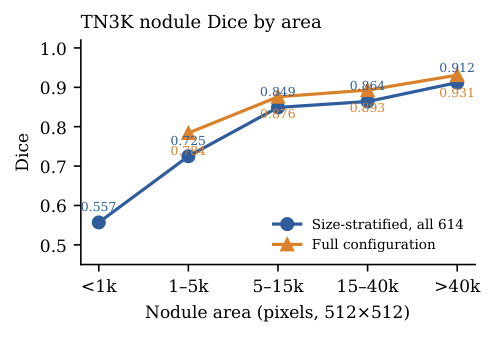 TN3K nodule Dice by area
1.0
0.9
0.8
0.7
0.6
0.5
Dice
0.557
0.725
0.784
0.849
0.876
0.864
0.893
0.912
0.931
Size-stratified, all 614
Full configuration
<1k
1–5k
5–15k
15–40k
>40k
Nodule area (pixels, 512×512)